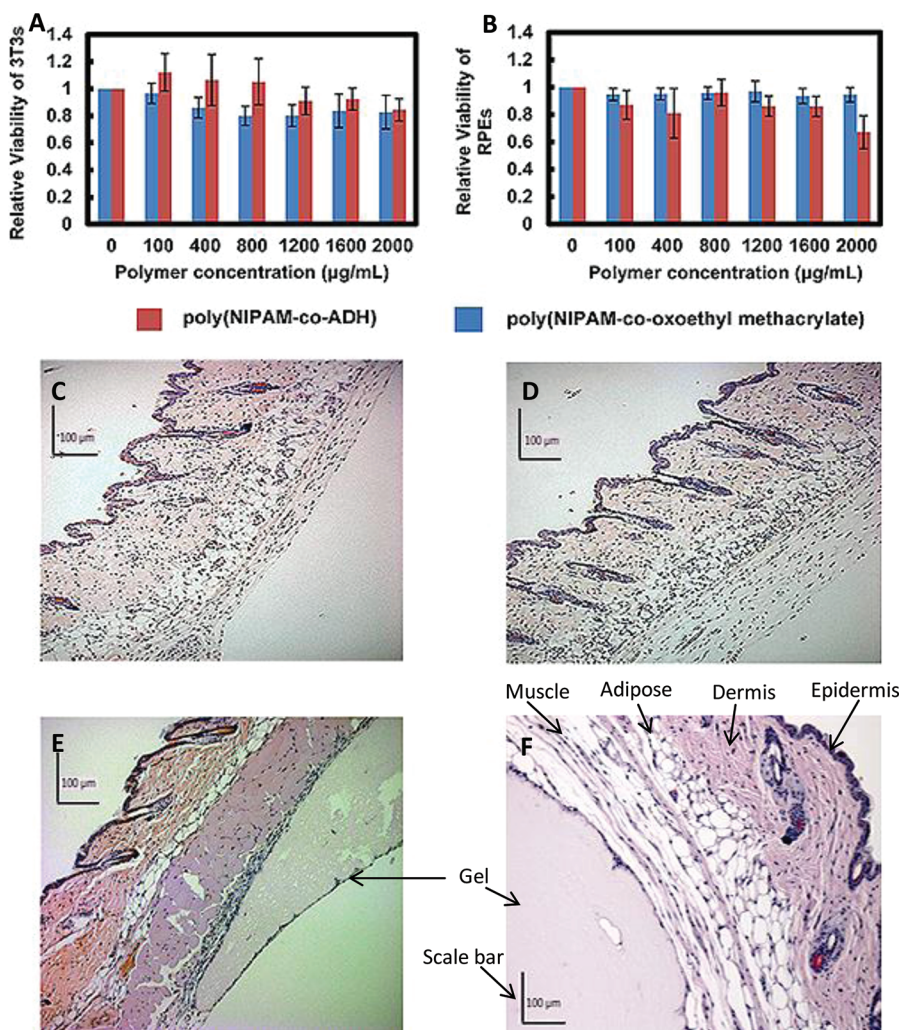 A
Relative Viability of 3T3s
1.4
1.2
1
0.8
0.6
0.4
0.2
0
0 100 400 800 1200 1600 2000
Polymer concentration (µg/mL)
B
Relative Viability of
RPEs
1.4
1.2
1
0.8
0.6
0.4
0.2
0
0 100 400 800 1200 1600 2000
Polymer concentration (µg/mL)
poly(NIPAM-co-ADH) poly(NIPAM-co-oxoethyl methacrylate)
C
100 µm
D
100 µm
E
100 µm
Muscle Adipose Dermis Epidermis
F
Gel
Scale bar
100 µm